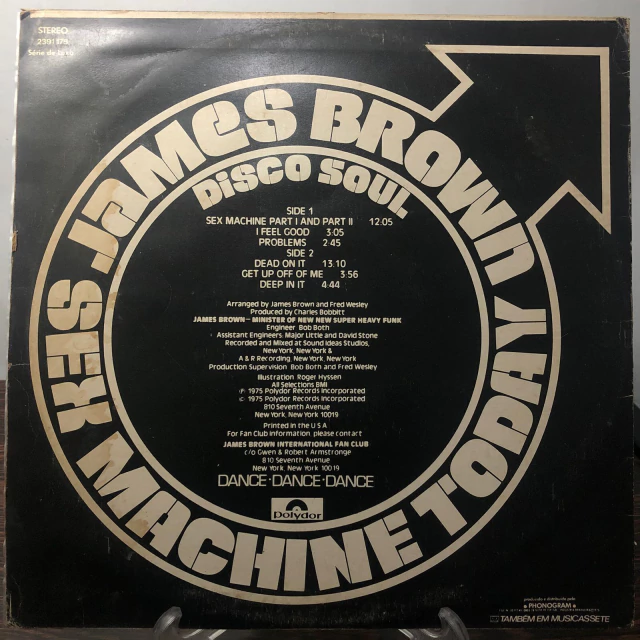 STEREO
2391 179
Série de luxo
JAMES BROWN
SEX MACHINE TODAY
DISCO SOUL
SIDE 1
SEX MACHINE PART I AND PART II 12.05
I FEEL GOOD 3:05
PROBLEMS 2:45
SIDE 2
DEAD ON IT 13.10
GET UP OFF OF ME 3:56
DEEP IN IT 4:44
Arranged by James Brown and Fred Wesley
Produced by Charles Bobbitt
JAMES BROWN – MINISTER OF NEW NEW SUPER HEAVY FUNK
Engineer Bob Both
Assistant Engineers Major Little and David Stone
Recorded and Mixed at Sound Ideas Studios,
New York, New York &
A & R Recording, New York, New York
Production Supervision Bob Both and Fred Wesley
Illustration Roger Hyssen
All Selections BMI
℗ 1975 Polydor Records Incorporated
© 1975 Polydor Records Incorporated
810 Seventh Avenue
New York, New York 10019
Printed in the U S A
For Fan Club information please contact
JAMES BROWN INTERNATIONAL FAN CLUB
c/o Gwen & Robert Armstronge
810 Seventh Avenue
New York, New York 10019
DANCE·DANCE·DANCE
Polydor
produzido e distribuído pela
PHONOGRAM
TAMBÉM EM MUSICASSETE